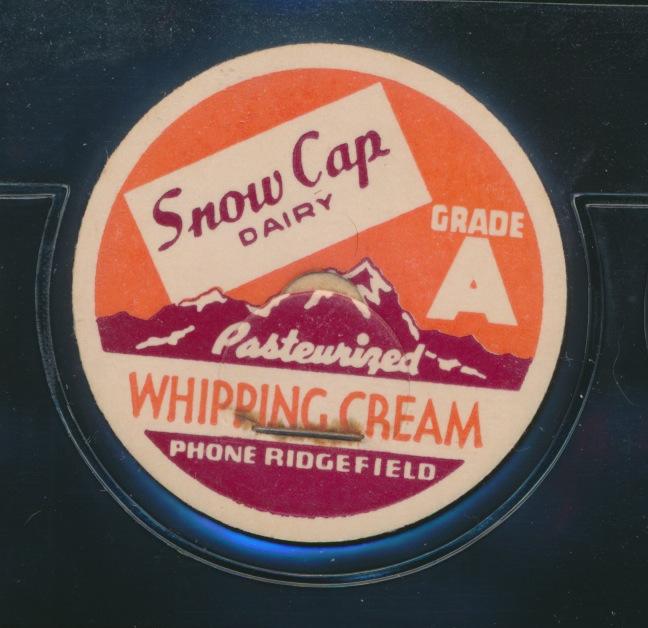 Snow Cap
DAIRY
GRADE
A
Pasteurized
WHIPPING CREAM
PHONE RIDGEFIELD